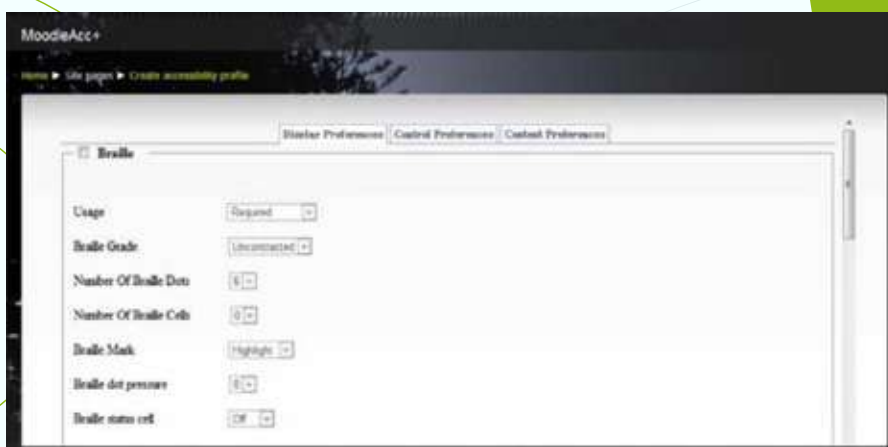 MoodleAcc+
Home ► Site pages ► Create accessibility profile
Display Preferences Control Preferences Content Preferences
Braille
Usage Required
Braille Grade Uncontracted
Number Of Braille Dots 6
Number Of Braille Cells 0
Braille Mark Highlight
Braille dot pressure
Braille status cell Off